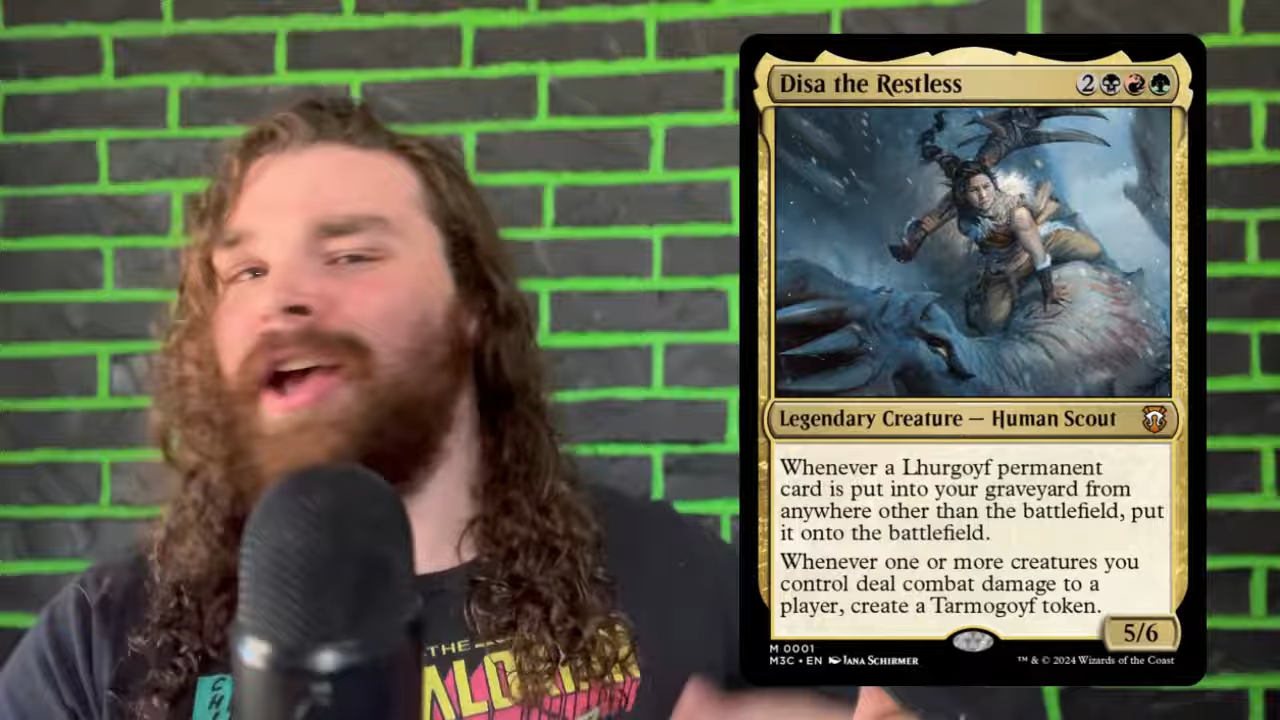 Disa the Restless
2
Legendary Creature — Human Scout
Whenever a Lhurgoyf permanent
card is put into your graveyard from
anywhere other than the battlefield, put
it onto the battlefield.
Whenever one or more creatures you
control deal combat damage to a
player, create a Tarmogoyf token.
5/6
M 0001
M3C • EN Iana Schirmer
™ & © 2024 Wizards of the Coast
THE